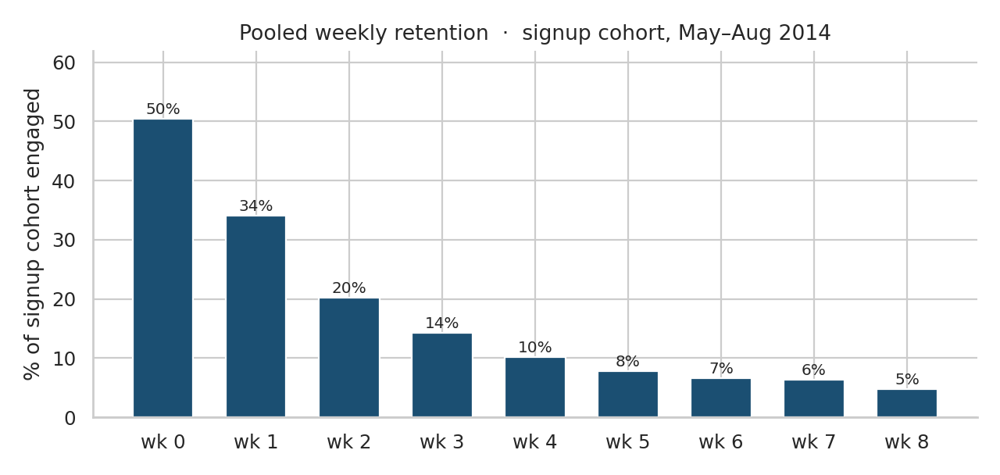 Pooled weekly retention · signup cohort, May–Aug 2014
% of signup cohort engaged
60
50
40
30
20
10
0
50%
34%
20%
14%
10%
8%
7%
6%
5%
wk 0
wk 1
wk 2
wk 3
wk 4
wk 5
wk 6
wk 7
wk 8